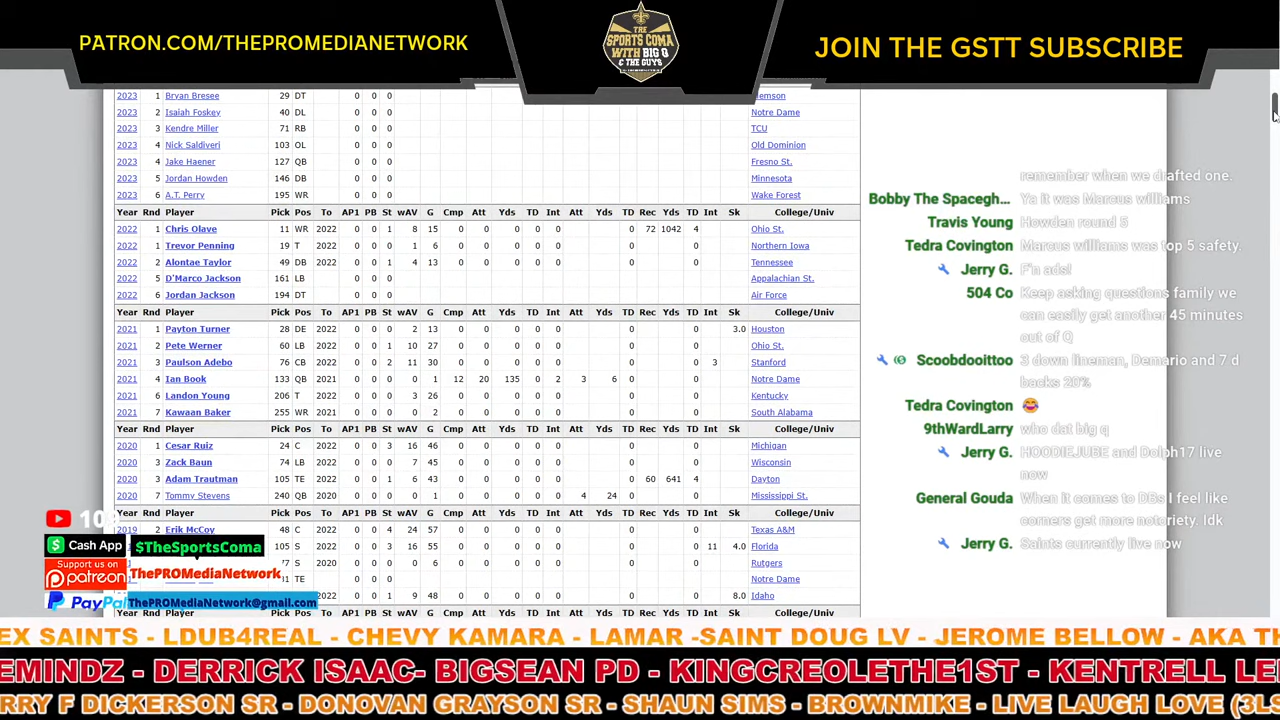 PATRON.COM/THEPROMEDIANETWORK
THE
SPORTS COMA
WITH BIG Q
& THE GUYS
JOIN THE GSTT SUBSCRIBE
2023 1 Bryan Bresee 29 DT 0 0 0 Clemson
2023 2 Isaiah Foskey 40 DL 0 0 0 Notre Dame
2023 3 Kendre Miller 71 RB 0 0 0 TCU
2023 4 Nick Saldiveri 103 OL 0 0 0 Old Dominion
2023 4 Jake Haener 127 QB 0 0 0 Fresno St.
2023 5 Jordan Howden 146 DB 0 0 0 Minnesota
2023 6 A.T. Perry 195 WR 0 0 0 Wake Forest
Year Rnd Player Pick Pos To AP1 PB St wAV G Cmp Att Yds TD Int Att Yds TD Rec Yds TD Int Sk College/Univ
2022 1 Chris Olave 11 WR 2022 0 0 1 8 15 0 0 0 0 0 0 0 0 72 1042 4 Ohio St.
2022 1 Trevor Penning 19 T 2022 0 0 1 1 6 0 0 0 0 0 0 0 0 0 0 Northern Iowa
2022 2 Alontae Taylor 49 DB 2022 0 0 1 4 13 0 0 0 0 0 0 0 0 0 0 Tennessee
2022 5 D'Marco Jackson 161 LB 0 0 0 Appalachian St.
2022 6 Jordan Jackson 194 DT 0 0 0 Air Force
Year Rnd Player Pick Pos To AP1 PB St wAV G Cmp Att Yds TD Int Att Yds TD Rec Yds TD Int Sk College/Univ
2021 1 Payton Turner 28 DE 2022 0 0 0 2 13 0 0 0 0 0 0 0 0 0 0 3.0 Houston
2021 2 Pete Werner 60 LB 2022 0 0 1 10 27 0 0 0 0 0 0 0 0 0 0 Ohio St.
2021 3 Paulson Adebo 76 CB 2022 0 0 2 11 30 0 0 0 0 0 0 0 0 0 0 3 Stanford
2021 4 Ian Book 133 QB 2021 0 0 0 0 1 12 20 135 0 2 3 6 0 0 0 Notre Dame
2021 6 Landon Young 206 T 2022 0 0 0 3 26 0 0 0 0 0 0 0 0 0 0 Kentucky
2021 7 Kawaan Baker 255 WR 2021 0 0 0 0 2 0 0 0 0 0 0 0 0 0 0 South Alabama
Year Rnd Player Pick Pos To AP1 PB St wAV G Cmp Att Yds TD Int Att Yds TD Rec Yds TD Int Sk College/Univ
2020 1 Cesar Ruiz 24 C 2022 0 0 3 16 46 0 0 0 0 0 0 0 0 0 0 Michigan
2020 3 Zack Baun 74 LB 2022 0 0 0 7 45 0 0 0 0 0 0 0 0 0 0 Wisconsin
2020 3 Adam Trautman 105 TE 2022 0 0 1 6 43 0 0 0 0 0 0 0 0 60 641 4 Dayton
2020 7 Tommy Stevens 240 QB 2020 0 0 0 0 1 0 0 0 0 0 4 24 0 0 0 Mississippi St.
Year Rnd Player Pick Pos To AP1 PB St wAV G Cmp Att Yds TD Int Att Yds TD Rec Yds TD Int Sk College/Univ
2019 2 Erik McCoy 48 C 2022 0 0 4 24 57 0 0 0 0 0 0 0 0 0 0 Texas A&M
105 S 2022 0 0 3 16 55 0 0 0 0 0 0 0 0 0 0 11 4.0 Florida
S 2020 0 0 0 0 6 0 0 0 0 0 0 0 0 0 0 Rutgers
TE 0 0 0 Notre Dame
2022 0 0 1 9 48 0 0 0 0 0 0 0 0 0 0 8.0 Idaho
Year Rnd Player Pick Pos To AP1 PB St wAV G Cmp Att Yds TD Int Att Yds TD Rec Yds TD Int Sk College/Univ
remember when we drafted one.
Bobby The Spacegh... Ya It was Marcus williams
Travis Young Howden round 5
Tedra Covington Marcus williams was top 5 safety.
Jerry G. F'n ads!
504 Co Keep asking questions family we
can easily get another 45 minutes
out of Q
Scoobdooittoo 3 down lineman, Demario and 7 d
backs 20%
Tedra Covington 😂
9thWardLarry who dat big q
Jerry G. HOODIEJUBE and Dolph17 live
now
General Gouda When it comes to DBs I feel like
corners get more notoriety. Idk
Jerry G. Saints currently live now
Cash App $TheSportsComa
Support us on
patreon ThePROMediaNetwork
PayPal ThePROMediaNetwork@gmail.com
EX SAINTS - LDUB4REAL - CHEVY KAMARA - LAMAR -SAINT DOUG LV - JEROME BELLOW - AKA
EMINDZ - DERRICK ISAAC- BIGSEAN PD - KINGCREOLETHE1ST - KENTRELL
RRY F DICKERSON SR - DONOVAN GRAYSON SR - SHAUN SIMS - BROWNMIKE - LIVE LAUGH LOVE (3LS